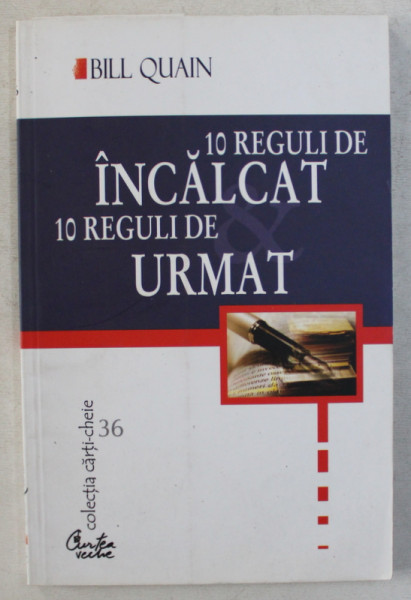 BILL QUAIN
10 REGULI DE
ÎNCĂLCAT
&
10 REGULI DE
URMAT
colecția cărți-cheie 36
Curtea
veche